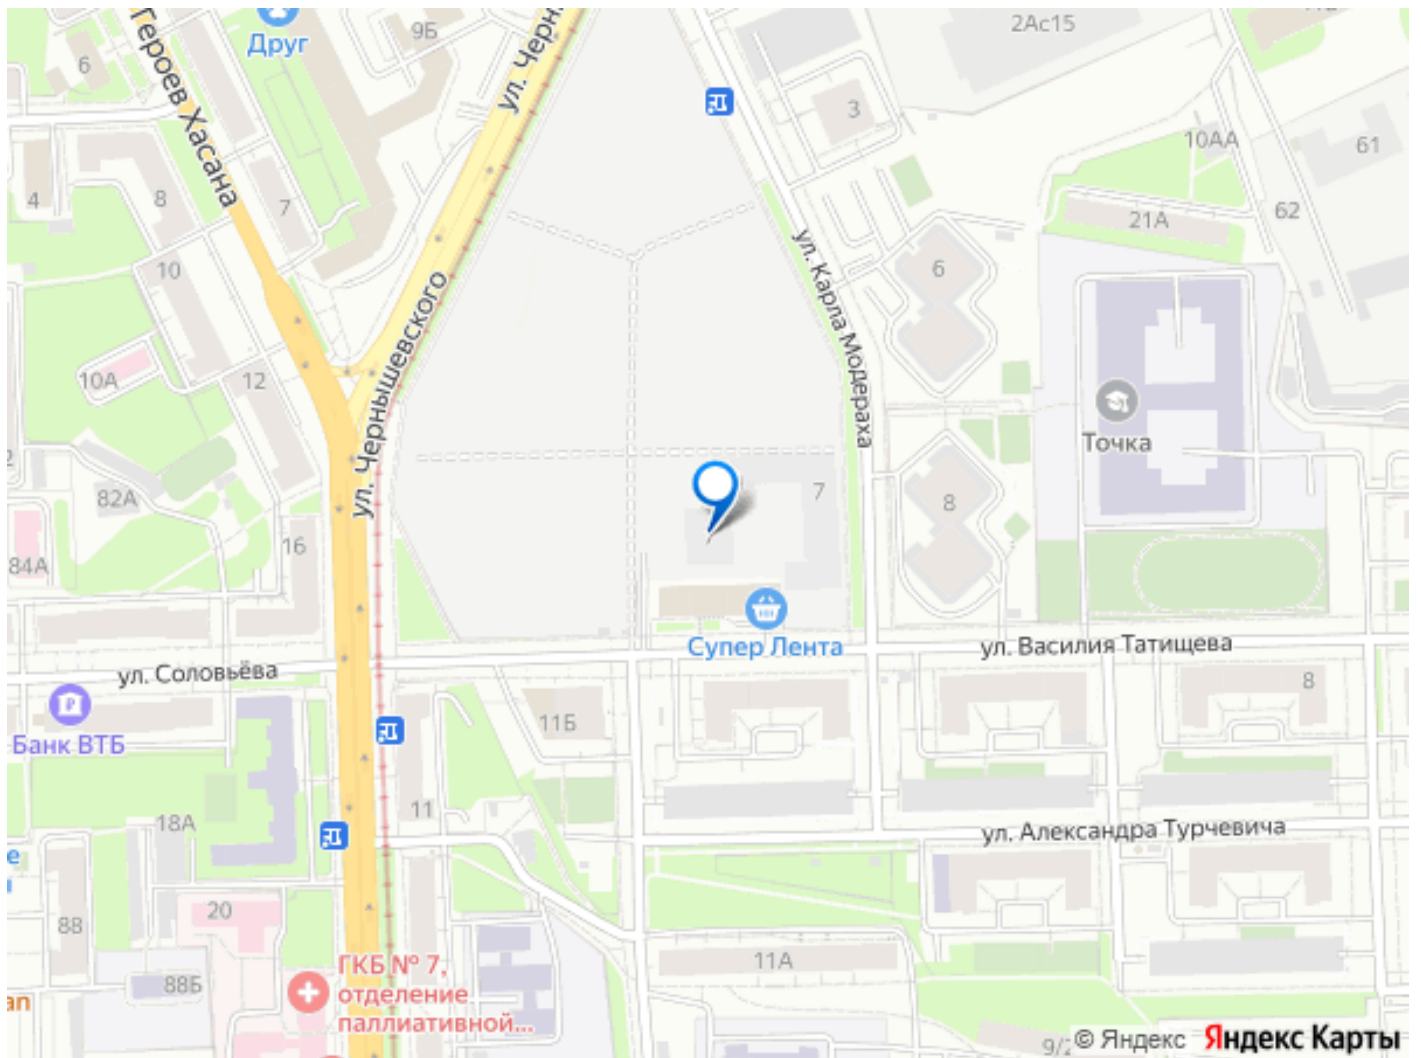 Друг
9Б
2Ас15
ул. Черн
ул. Черн
Героев Хасана
6
3
10АА
61
4
8
7
62
21А
10
6
ул. Карла Модераха
ул. Чернышевского
10А
12
Точка
82А
7
8
16
84А
Супер Лента
ул. Василия Татищева
ул. Соловьёва
8
Банк ВТБ
11Б
11
18А
ул. Александра Турчевича
20
88
11А
ГКБ № 7,
отделение
паллиативной...
88Б
© Яндекс Яндекс Карты